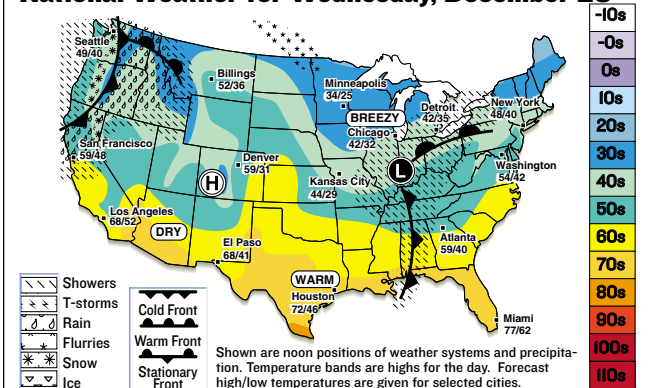 National Weather for Wednesday, December
Seattle
49/40
Billings
52/36
Minneapolis
34/25
BREEZY
Detroit
42/35
New York
48/40
Chicago
42/32
San Francisco
59/48
Denver
59/31
Kansas City
44/29
Washington
54/42
H
L
Los Angeles
68/52
DRY
El Paso
68/41
Atlanta
59/40
WARM
Houston
72/46
Miami
77/62
-10s
-0s
0s
10s
20s
30s
40s
50s
60s
70s
80s
90s
100s
110s
Showers
T-storms
Rain
Flurries
Snow
Ice
Cold Front
Warm Front
Stationary
Front
Shown are noon positions of weather systems and precipita-
tion. Temperature bands are highs for the day. Forecast
high/low temperatures are given for selected cities.